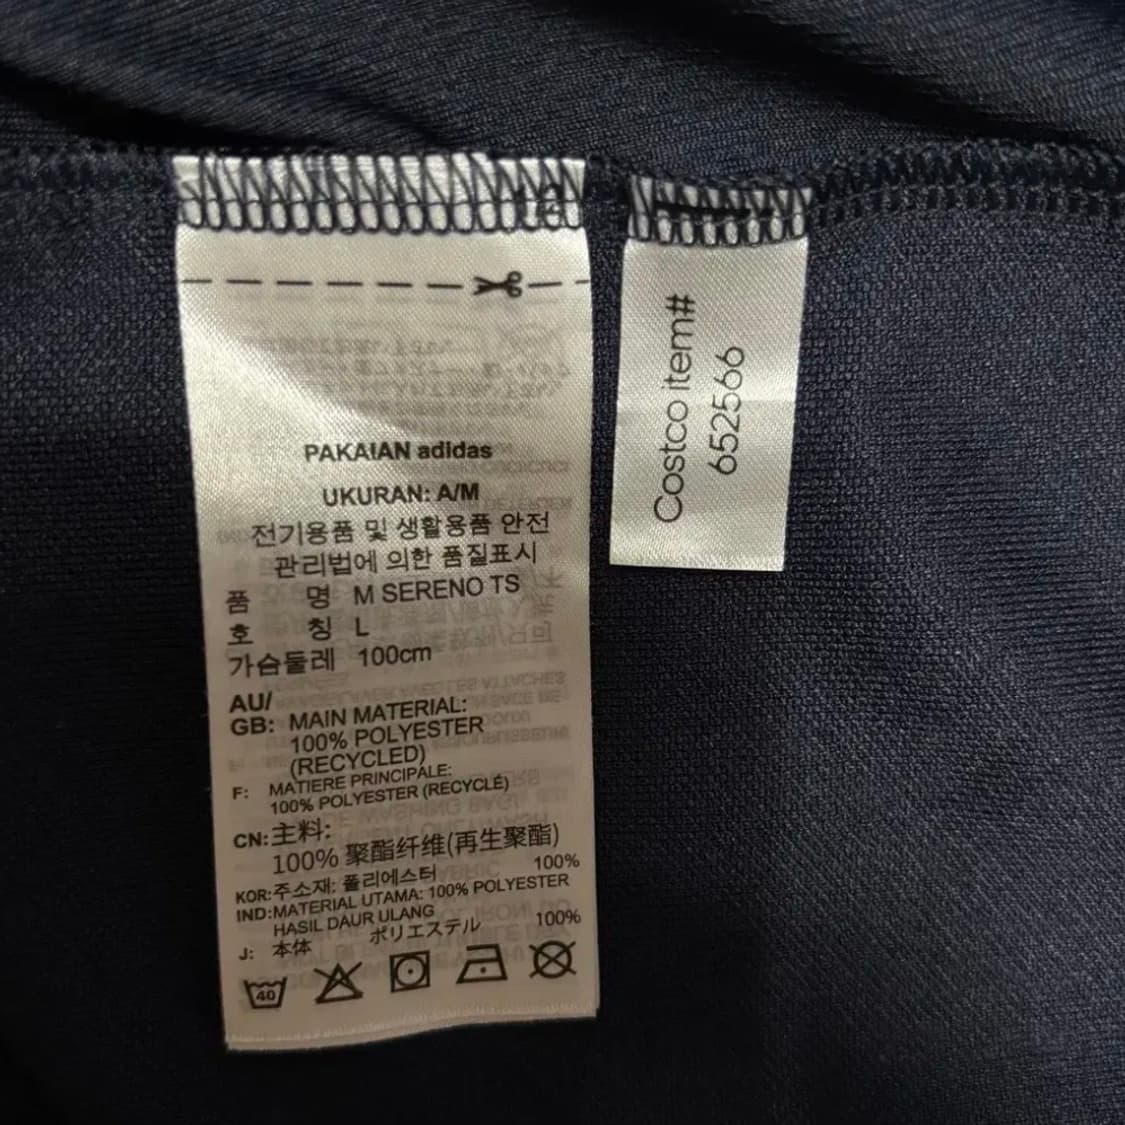 PAKAIAN adidas
UKURAN: A/M
전기용품 및 생활용품 안전
관리법에 의한 품질표시
품 명 M SERENO TS
호 칭 L
가슴둘레 100cm
AU/
GB: MAIN MATERIAL:
100% POLYESTER
(RECYCLED)
F: MATIERE PRINCIPALE:
100% POLYESTER (RECYCLÉ)
CN: 主料:
100% 聚酯纤维(再生聚酯)
KOR: 주소재: 폴리에스터 100%
IND: MATERIAL UTAMA: 100% POLYESTER
HASIL DAUR ULANG
J: 本体 ポリエステル 100%
40
Costco item#
652566